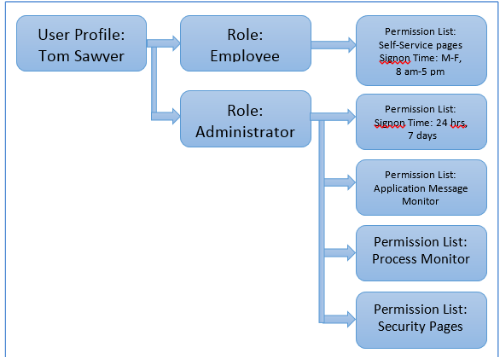 User Profile:
Tom Sawyer
Role:
Employee
Permission List:
Self-Service pages
Signon Time: M-F,
8 am-5 pm
Role:
Administrator
Permission List:
Signon Time: 24 hrs,
7 days
Permission List:
Application Message
Monitor
Permission List:
Process Monitor
Permission List:
Security Pages